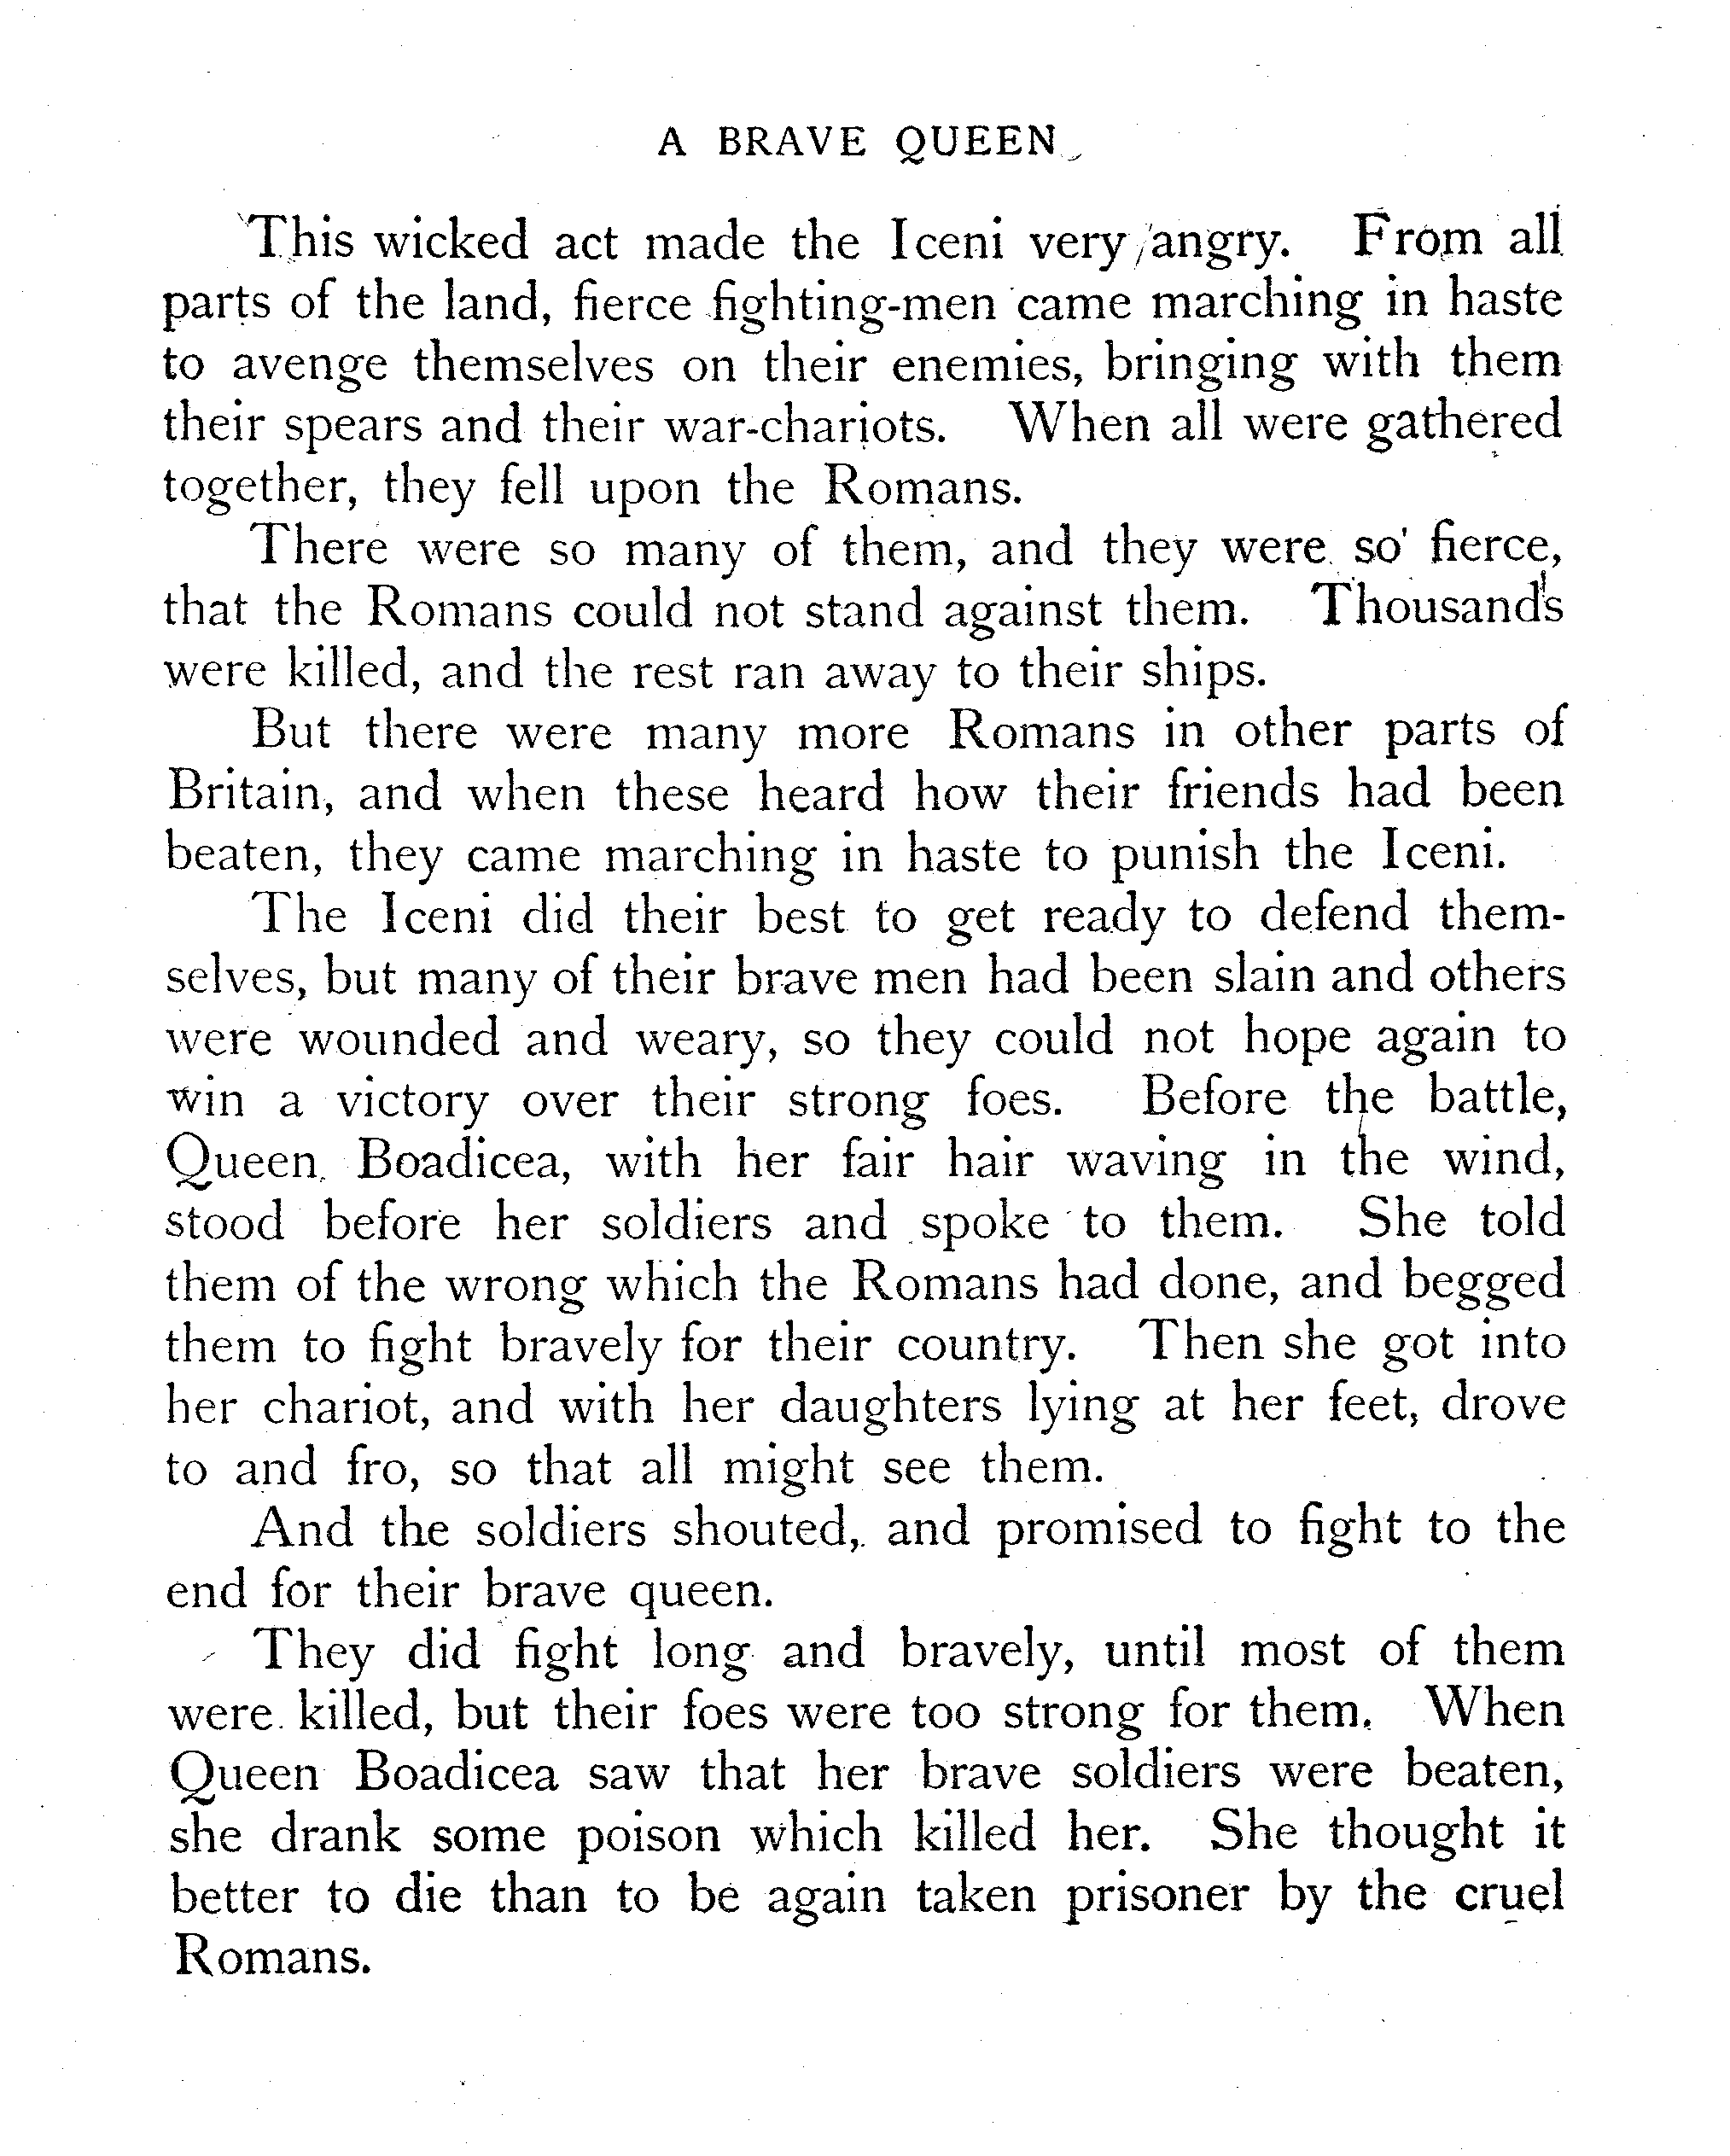 A BRAVE QUEEN
This wicked act made the Iceni very angry. From all
parts of the land, fierce fighting-men came marching in haste
to avenge themselves on their enemies, bringing with them
their spears and their war-chariots. When all were gathered
together, they fell upon the Romans.
There were so many of them, and they were so fierce,
that the Romans could not stand against them. Thousands
were killed, and the rest ran away to their ships.
But there were many more Romans in other parts of
Britain, and when these heard how their friends had been
beaten, they came marching in haste to punish the Iceni.
The Iceni did their best to get ready to defend them-
selves, but many of their brave men had been slain and others
were wounded and weary, so they could not hope again to
win a victory over their strong foes. Before the battle,
Queen Boadicea, with her fair hair waving in the wind,
stood before her soldiers and spoke to them. She told
them of the wrong which the Romans had done, and begged
them to fight bravely for their country. Then she got into
her chariot, and with her daughters lying at her feet, drove
to and fro, so that all might see them.
And the soldiers shouted, and promised to fight to the
end for their brave queen.
They did fight long and bravely, until most of them
were killed, but their foes were too strong for them. When
Queen Boadicea saw that her brave soldiers were beaten,
she drank some poison which killed her. She thought it
better to die than to be again taken prisoner by the cruel
Romans.